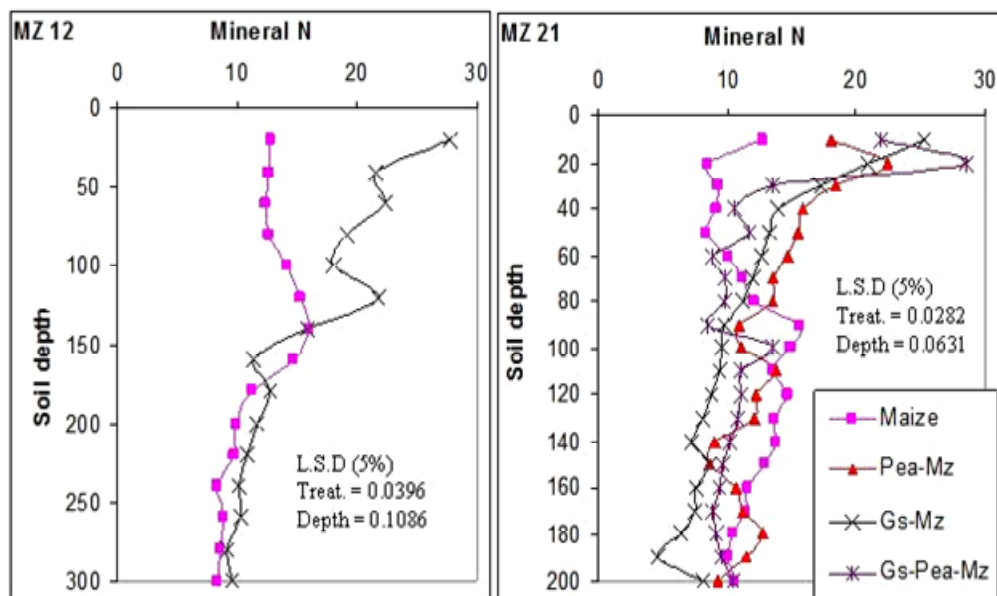 MZ 12 Mineral N
0 10 20 30
0
50
100
150
200
250
300
Soil depth
L.S.D (5%)
Treat. = 0.0396
Depth = 0.1086
MZ 21 Mineral N
0 10 20 30
0
20
40
60
80
100
120
140
160
180
200
Soil depth
L.S.D (5%)
Treat. = 0.0282
Depth = 0.0631
Maize
Pea-Mz
Gs-Mz
Gs-Pea-Mz